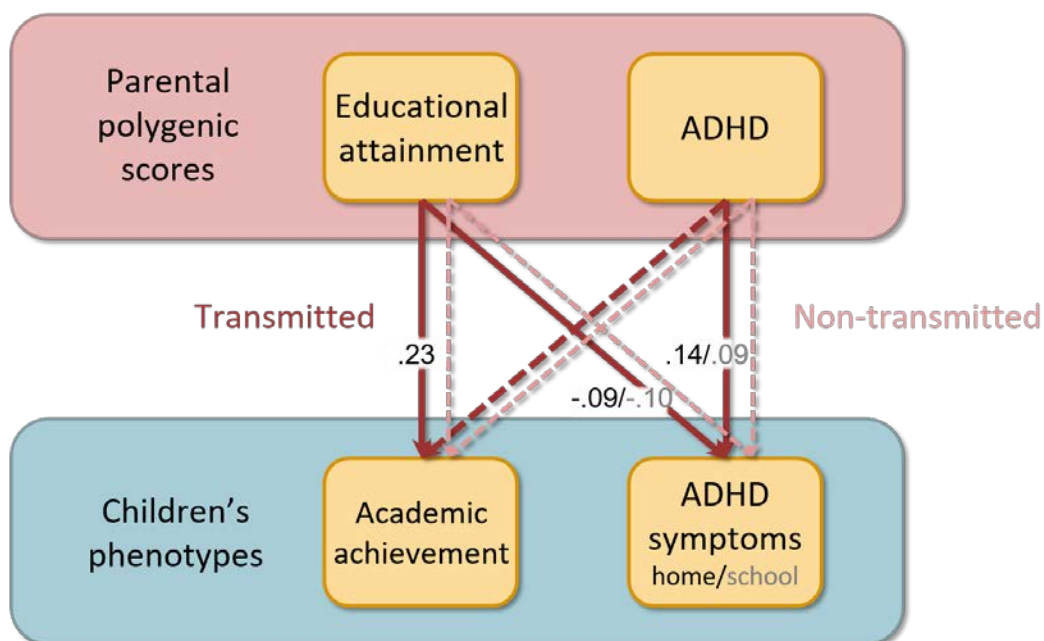 Parental
polygenic
scores
Educational
attainment
ADHD
Transmitted
Non-transmitted
.23
.14/.09
-.09/-.10
Children's
phenotypes
Academic
achievement
ADHD
symptoms
home/school